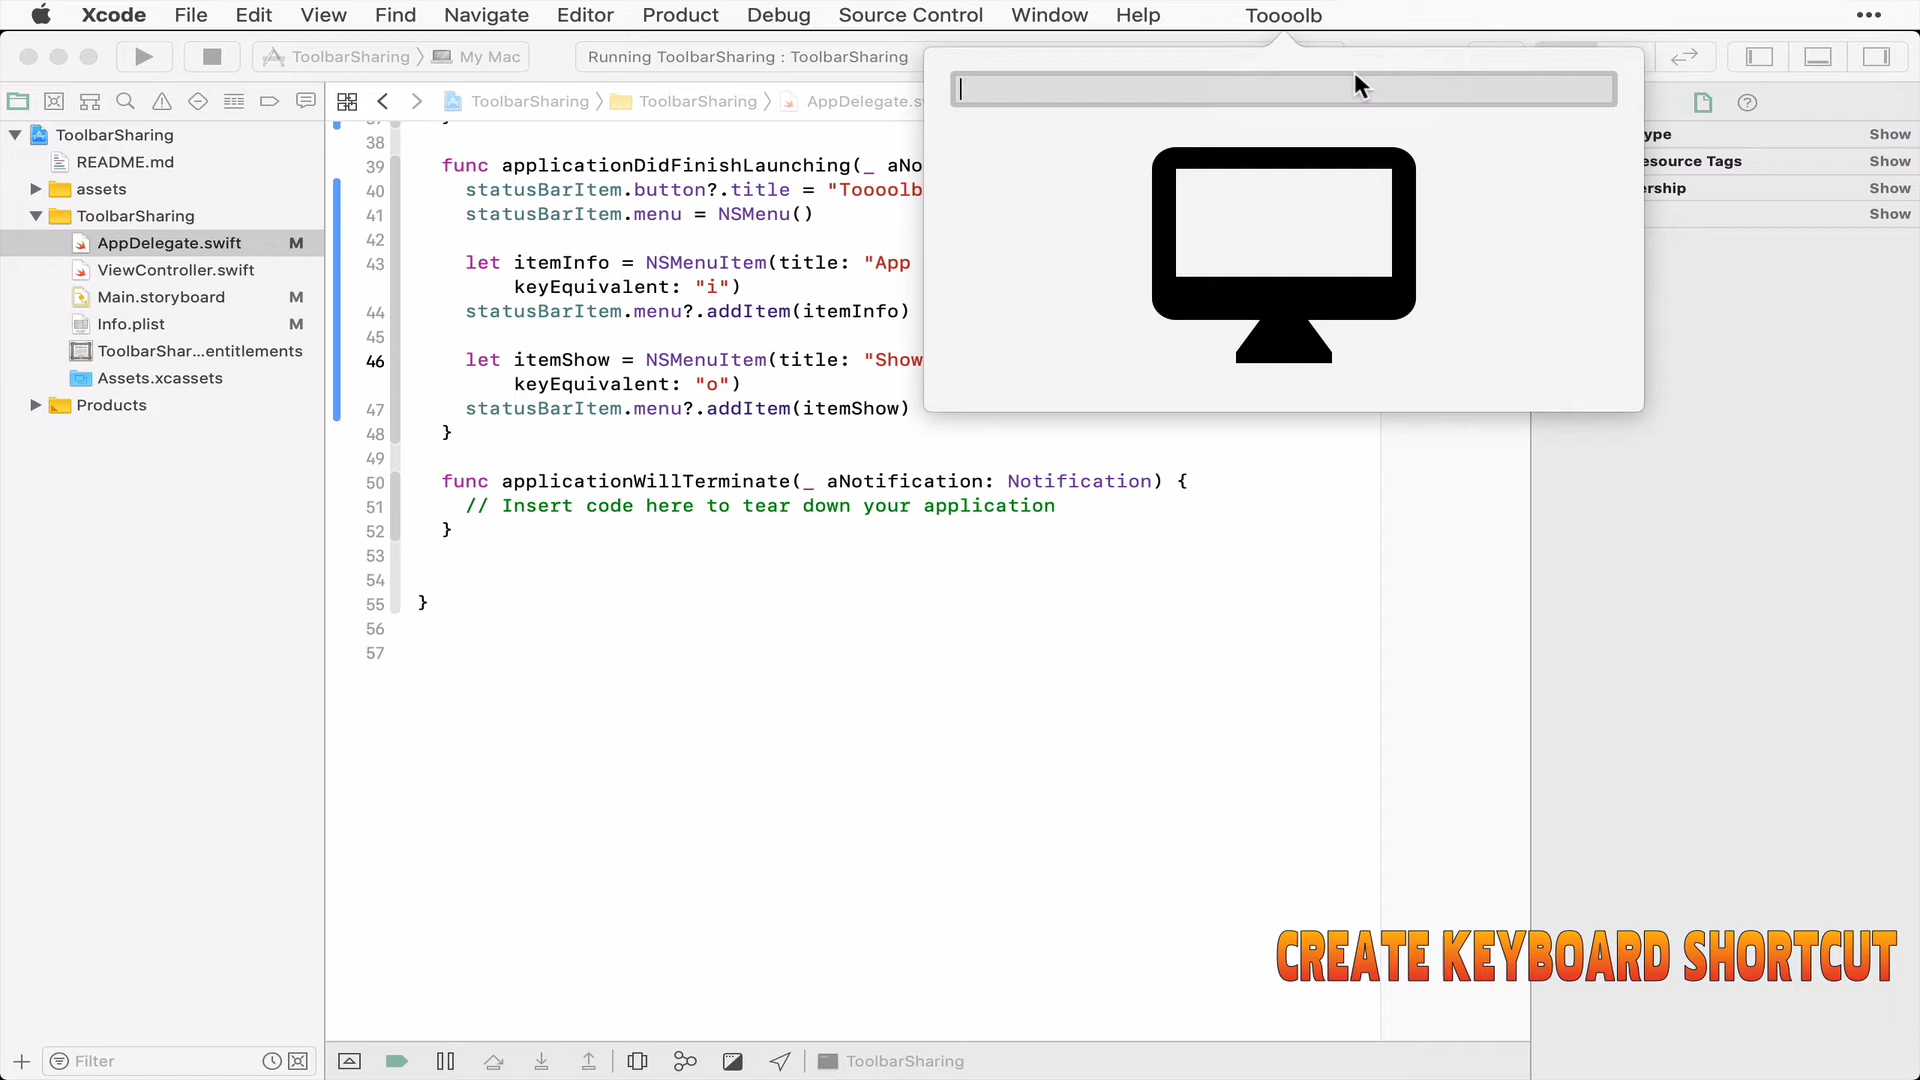 Xcode File Edit View Find Navigate Editor Product Debug Source Control Window Help Toooolb
ToolbarSharing My Mac Running ToolbarSharing : ToolbarSharing
ToolbarSharing ToolbarSharing AppDelegate.s
ToolbarSharing
README.md
assets
ToolbarSharing
AppDelegate.swift M
ViewController.swift
Main.storyboard M
Info.plist M
ToolbarShar...entitlements
Assets.xcassets
Products
Filter
38
39 func applicationDidFinishLaunching(_ aNo
40 statusBarItem.button?.title = "Toooolb
41 statusBarItem.menu = NSMenu()
42
43 let itemInfo = NSMenuItem(title: "App
keyEquivalent: "i")
44 statusBarItem.menu?.addItem(itemInfo)
45
46 let itemShow = NSMenuItem(title: "Show
keyEquivalent: "o")
47 statusBarItem.menu?.addItem(itemShow)
48 }
49
50 func applicationWillTerminate(_ aNotification: Notification) {
51 // Insert code here to tear down your application
52 }
53
54
55 }
56
57
ype Show
esource Tags Show
ership Show
Show
CREATE KEYBOARD SHORTCUT
ToolbarSharing